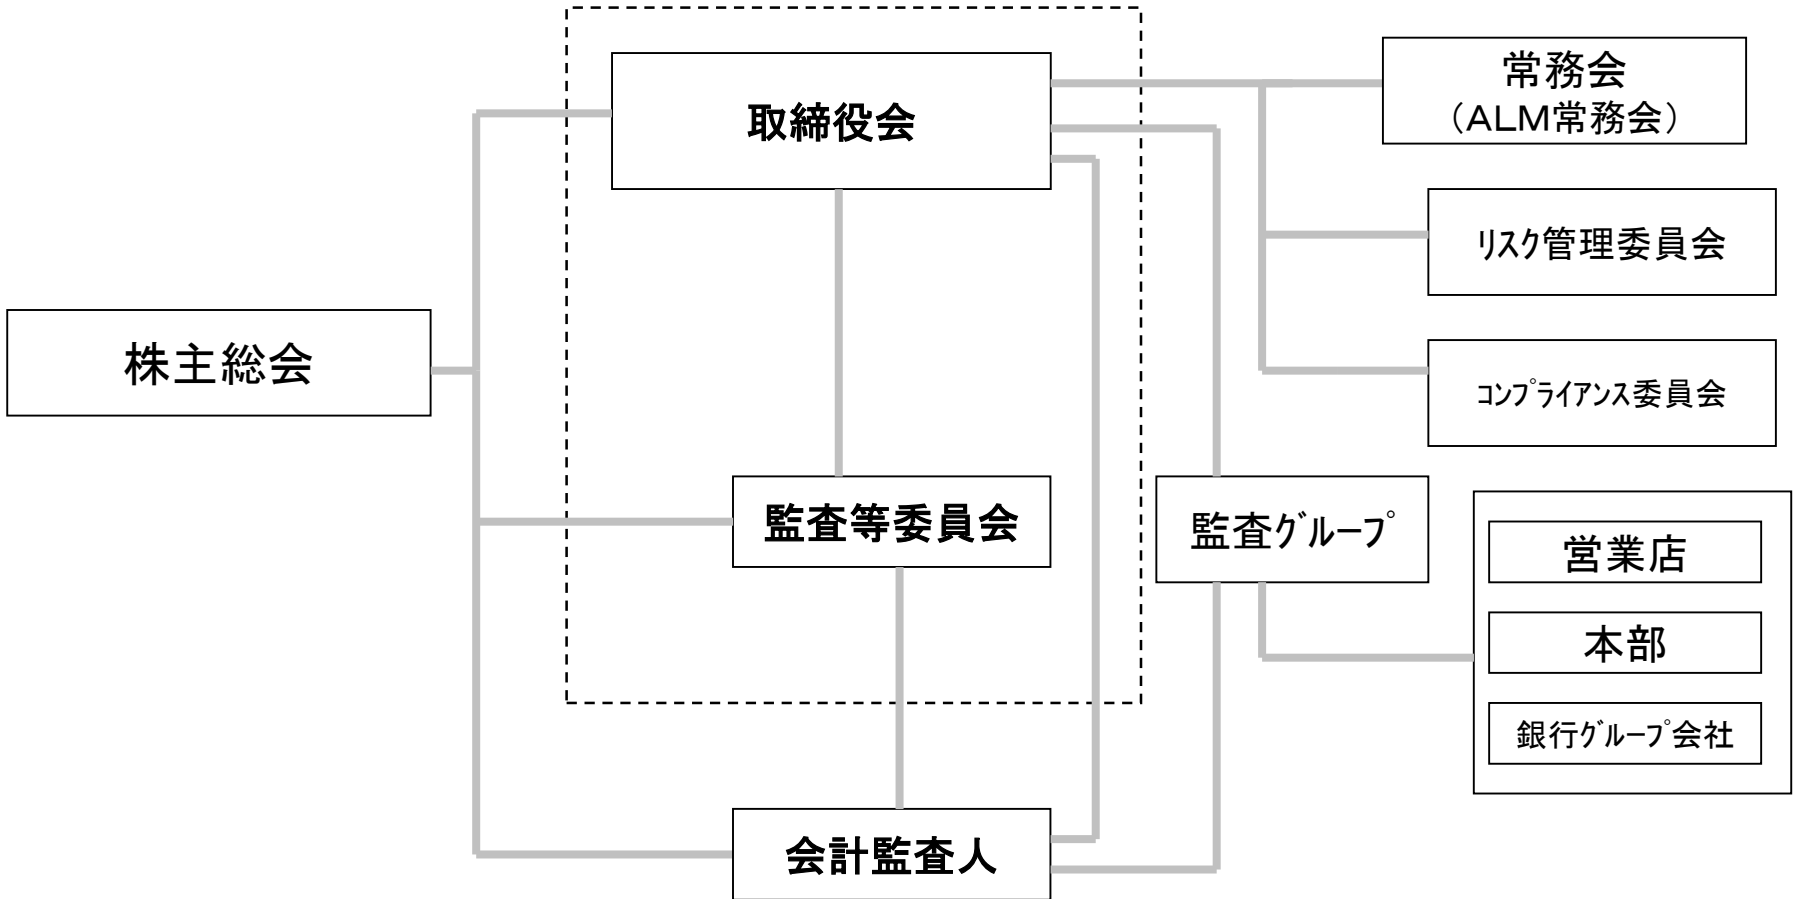 取締役会
常務会
（ALM常務会）
ﾘｽｸ管理委員会
株主総会
ｺﾝﾌﾟﾗｲｱﾝｽ委員会
監査等委員会
監査ｸﾞﾙｰﾌﾟ
営業店
本部
銀行ｸﾞﾙｰﾌﾟ会社
会計監査人